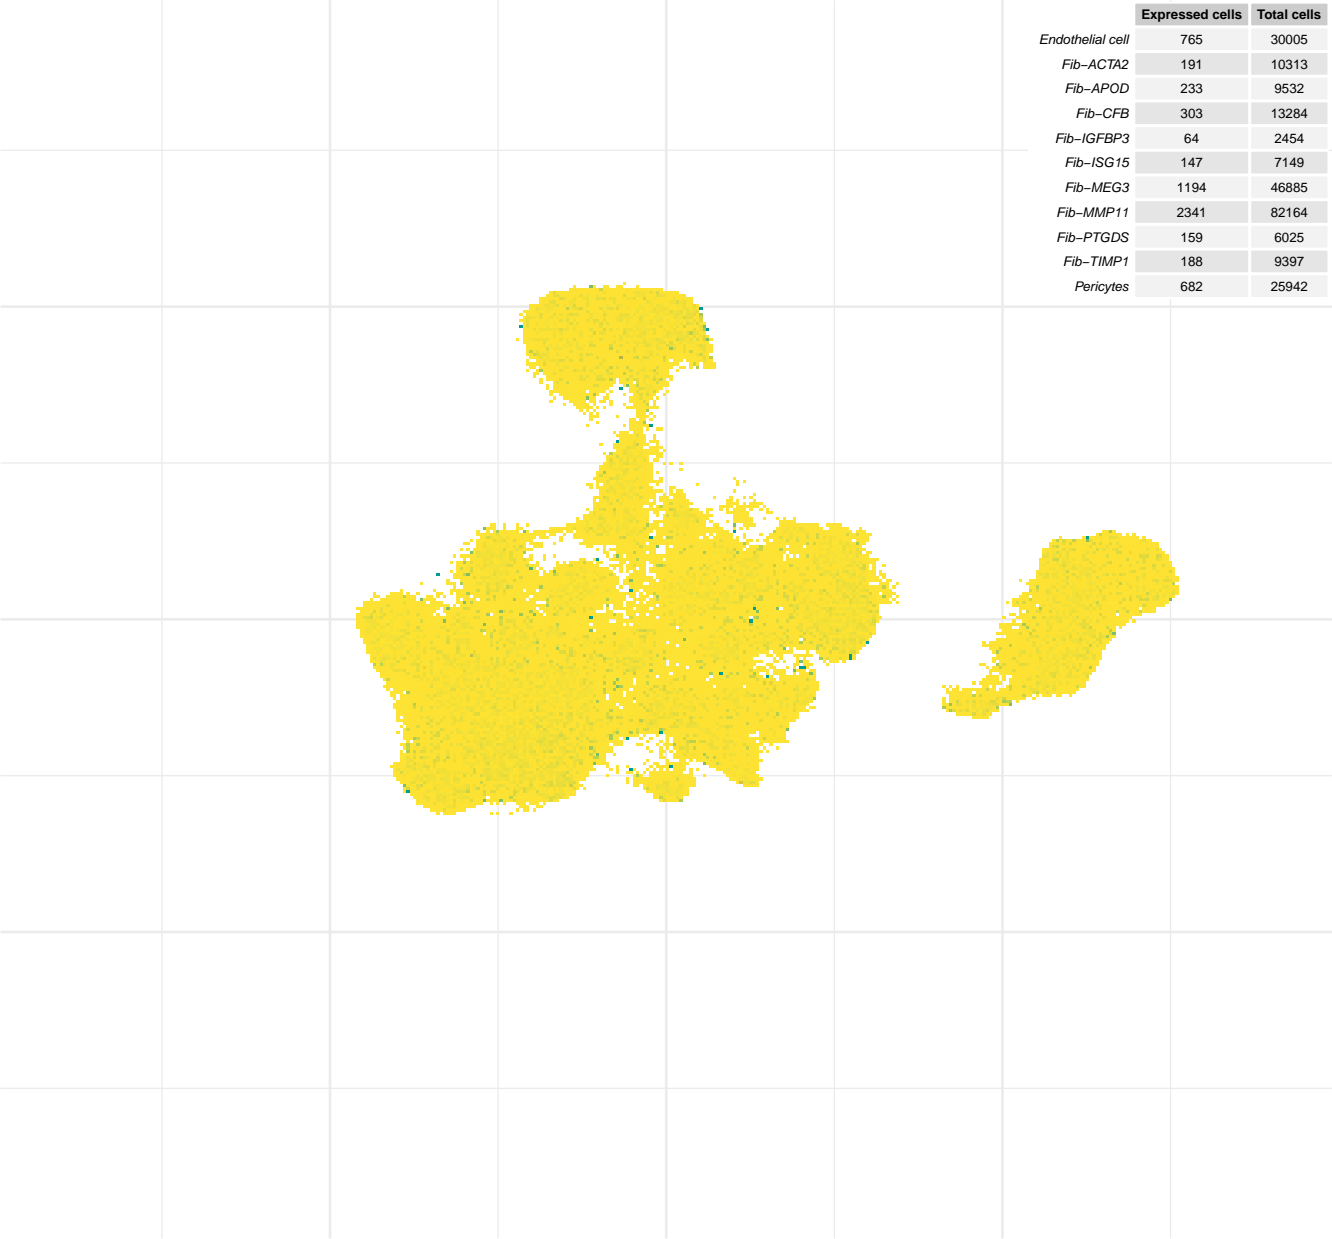 Expressed cells Total cells
Endothelial cell 765 30005
Fib−ACTA2 191 10313
Fib−APOD 233 9532
Fib−CFB 303 13284
Fib−IGFBP3 64 2454
Fib−ISG15 147 7149
Fib−MEG3 1194 46885
Fib−MMP11 2341 82164
Fib−PTGDS 159 6025
Fib−TIMP1 188 9397
Pericytes 682 25942